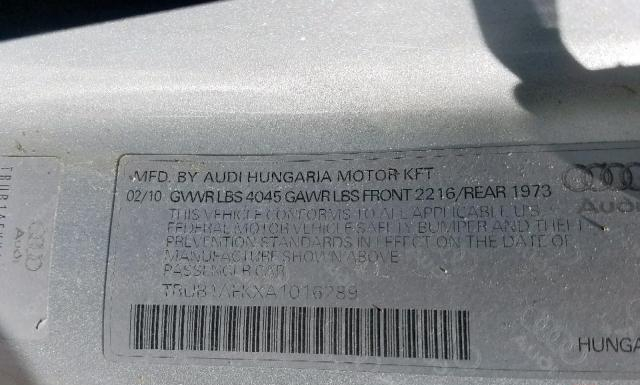 MFD. BY AUDI HUNGARIA MOTOR KFT
02/10 GVWR LBS 4045 GAWR LBS FRONT 2216/REAR 1973
THIS VEHICLE CONFORMS TO ALL APPLICABLE U.S.
FEDERAL MOTOR VEHICLE SAFETY BUMPER AND THEFT
PREVENTION STANDARDS IN EFFECT ON THE DATE OF
MANUFACTURE SHOWN ABOVE
PASSENGER CAR
TRUB1AFKXA1016289
HUNGA
Audi
Audi